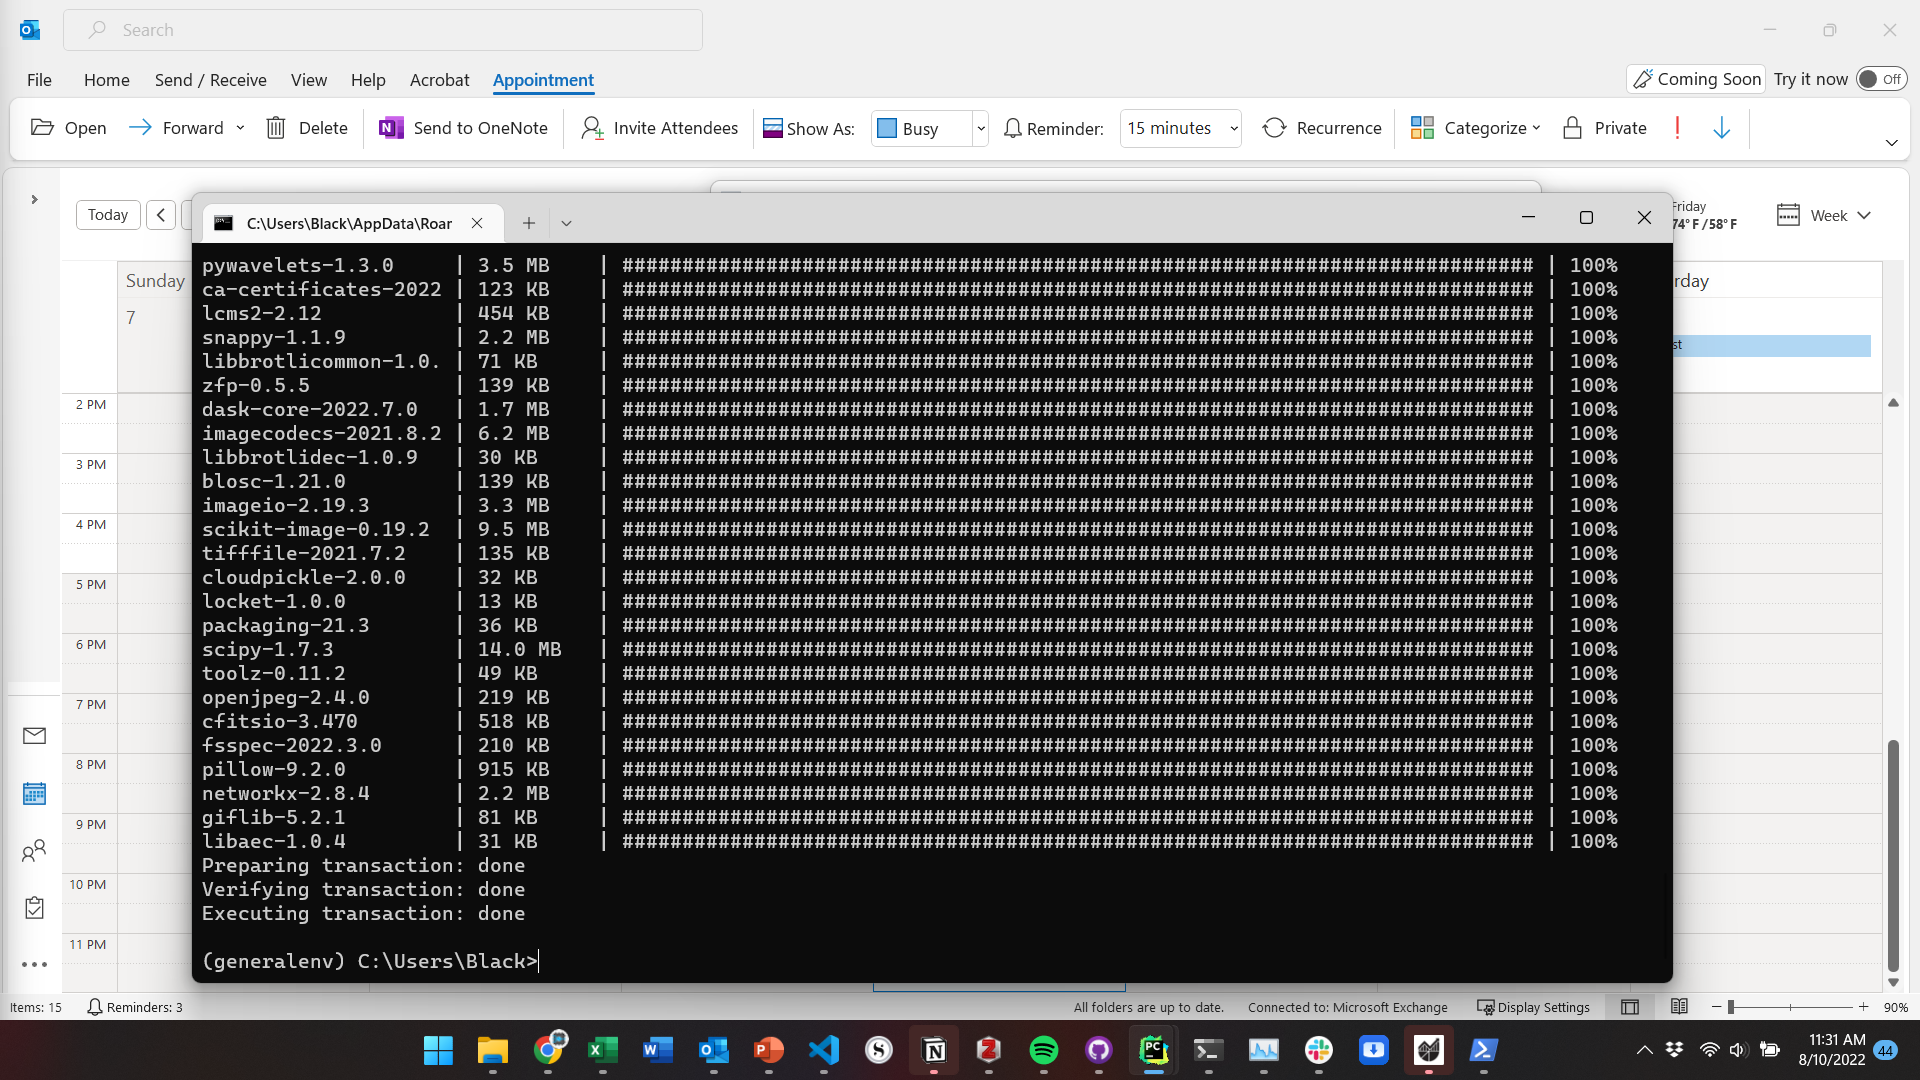 Search
File Home Send / Receive View Help Acrobat Appointment
Coming Soon Try it now Off
Open Forward Delete Send to OneNote Invite Attendees Show As: Busy Reminder: 15 minutes Recurrence Categorize Private
Today
Friday
74°F/58°F
Week
C:\Users\Black\AppData\Roar
Sunday
7
2 PM
3 PM
4 PM
5 PM
6 PM
7 PM
8 PM
9 PM
10 PM
11 PM
rday
st
pywavelets-1.3.0 | 3.5 MB | ############################################################################ | 100%
ca-certificates-2022 | 123 KB | ############################################################################ | 100%
lcms2-2.12 | 454 KB | ############################################################################ | 100%
snappy-1.1.9 | 2.2 MB | ############################################################################ | 100%
libbrotlicommon-1.0. | 71 KB | ############################################################################ | 100%
zfp-0.5.5 | 139 KB | ############################################################################ | 100%
dask-core-2022.7.0 | 1.7 MB | ############################################################################ | 100%
imagecodecs-2021.8.2 | 6.2 MB | ############################################################################ | 100%
libbrotlidec-1.0.9 | 30 KB | ############################################################################ | 100%
blosc-1.21.0 | 139 KB | ############################################################################ | 100%
imageio-2.19.3 | 3.3 MB | ############################################################################ | 100%
scikit-image-0.19.2 | 9.5 MB | ############################################################################ | 100%
tifffile-2021.7.2 | 135 KB | ############################################################################ | 100%
cloudpickle-2.0.0 | 32 KB | ############################################################################ | 100%
locket-1.0.0 | 13 KB | ############################################################################ | 100%
packaging-21.3 | 36 KB | ############################################################################ | 100%
scipy-1.7.3 | 14.0 MB | ############################################################################ | 100%
toolz-0.11.2 | 49 KB | ############################################################################ | 100%
openjpeg-2.4.0 | 219 KB | ############################################################################ | 100%
cfitsio-3.470 | 518 KB | ############################################################################ | 100%
fsspec-2022.3.0 | 210 KB | ############################################################################ | 100%
pillow-9.2.0 | 915 KB | ############################################################################ | 100%
networkx-2.8.4 | 2.2 MB | ############################################################################ | 100%
giflib-5.2.1 | 81 KB | ############################################################################ | 100%
libaec-1.0.4 | 31 KB | ############################################################################ | 100%
Preparing transaction: done
Verifying transaction: done
Executing transaction: done
(generalenv) C:\Users\Black>
Items: 15 Reminders: 3 All folders are up to date. Connected to: Microsoft Exchange Display Settings 90%
11:31 AM
8/10/2022
44